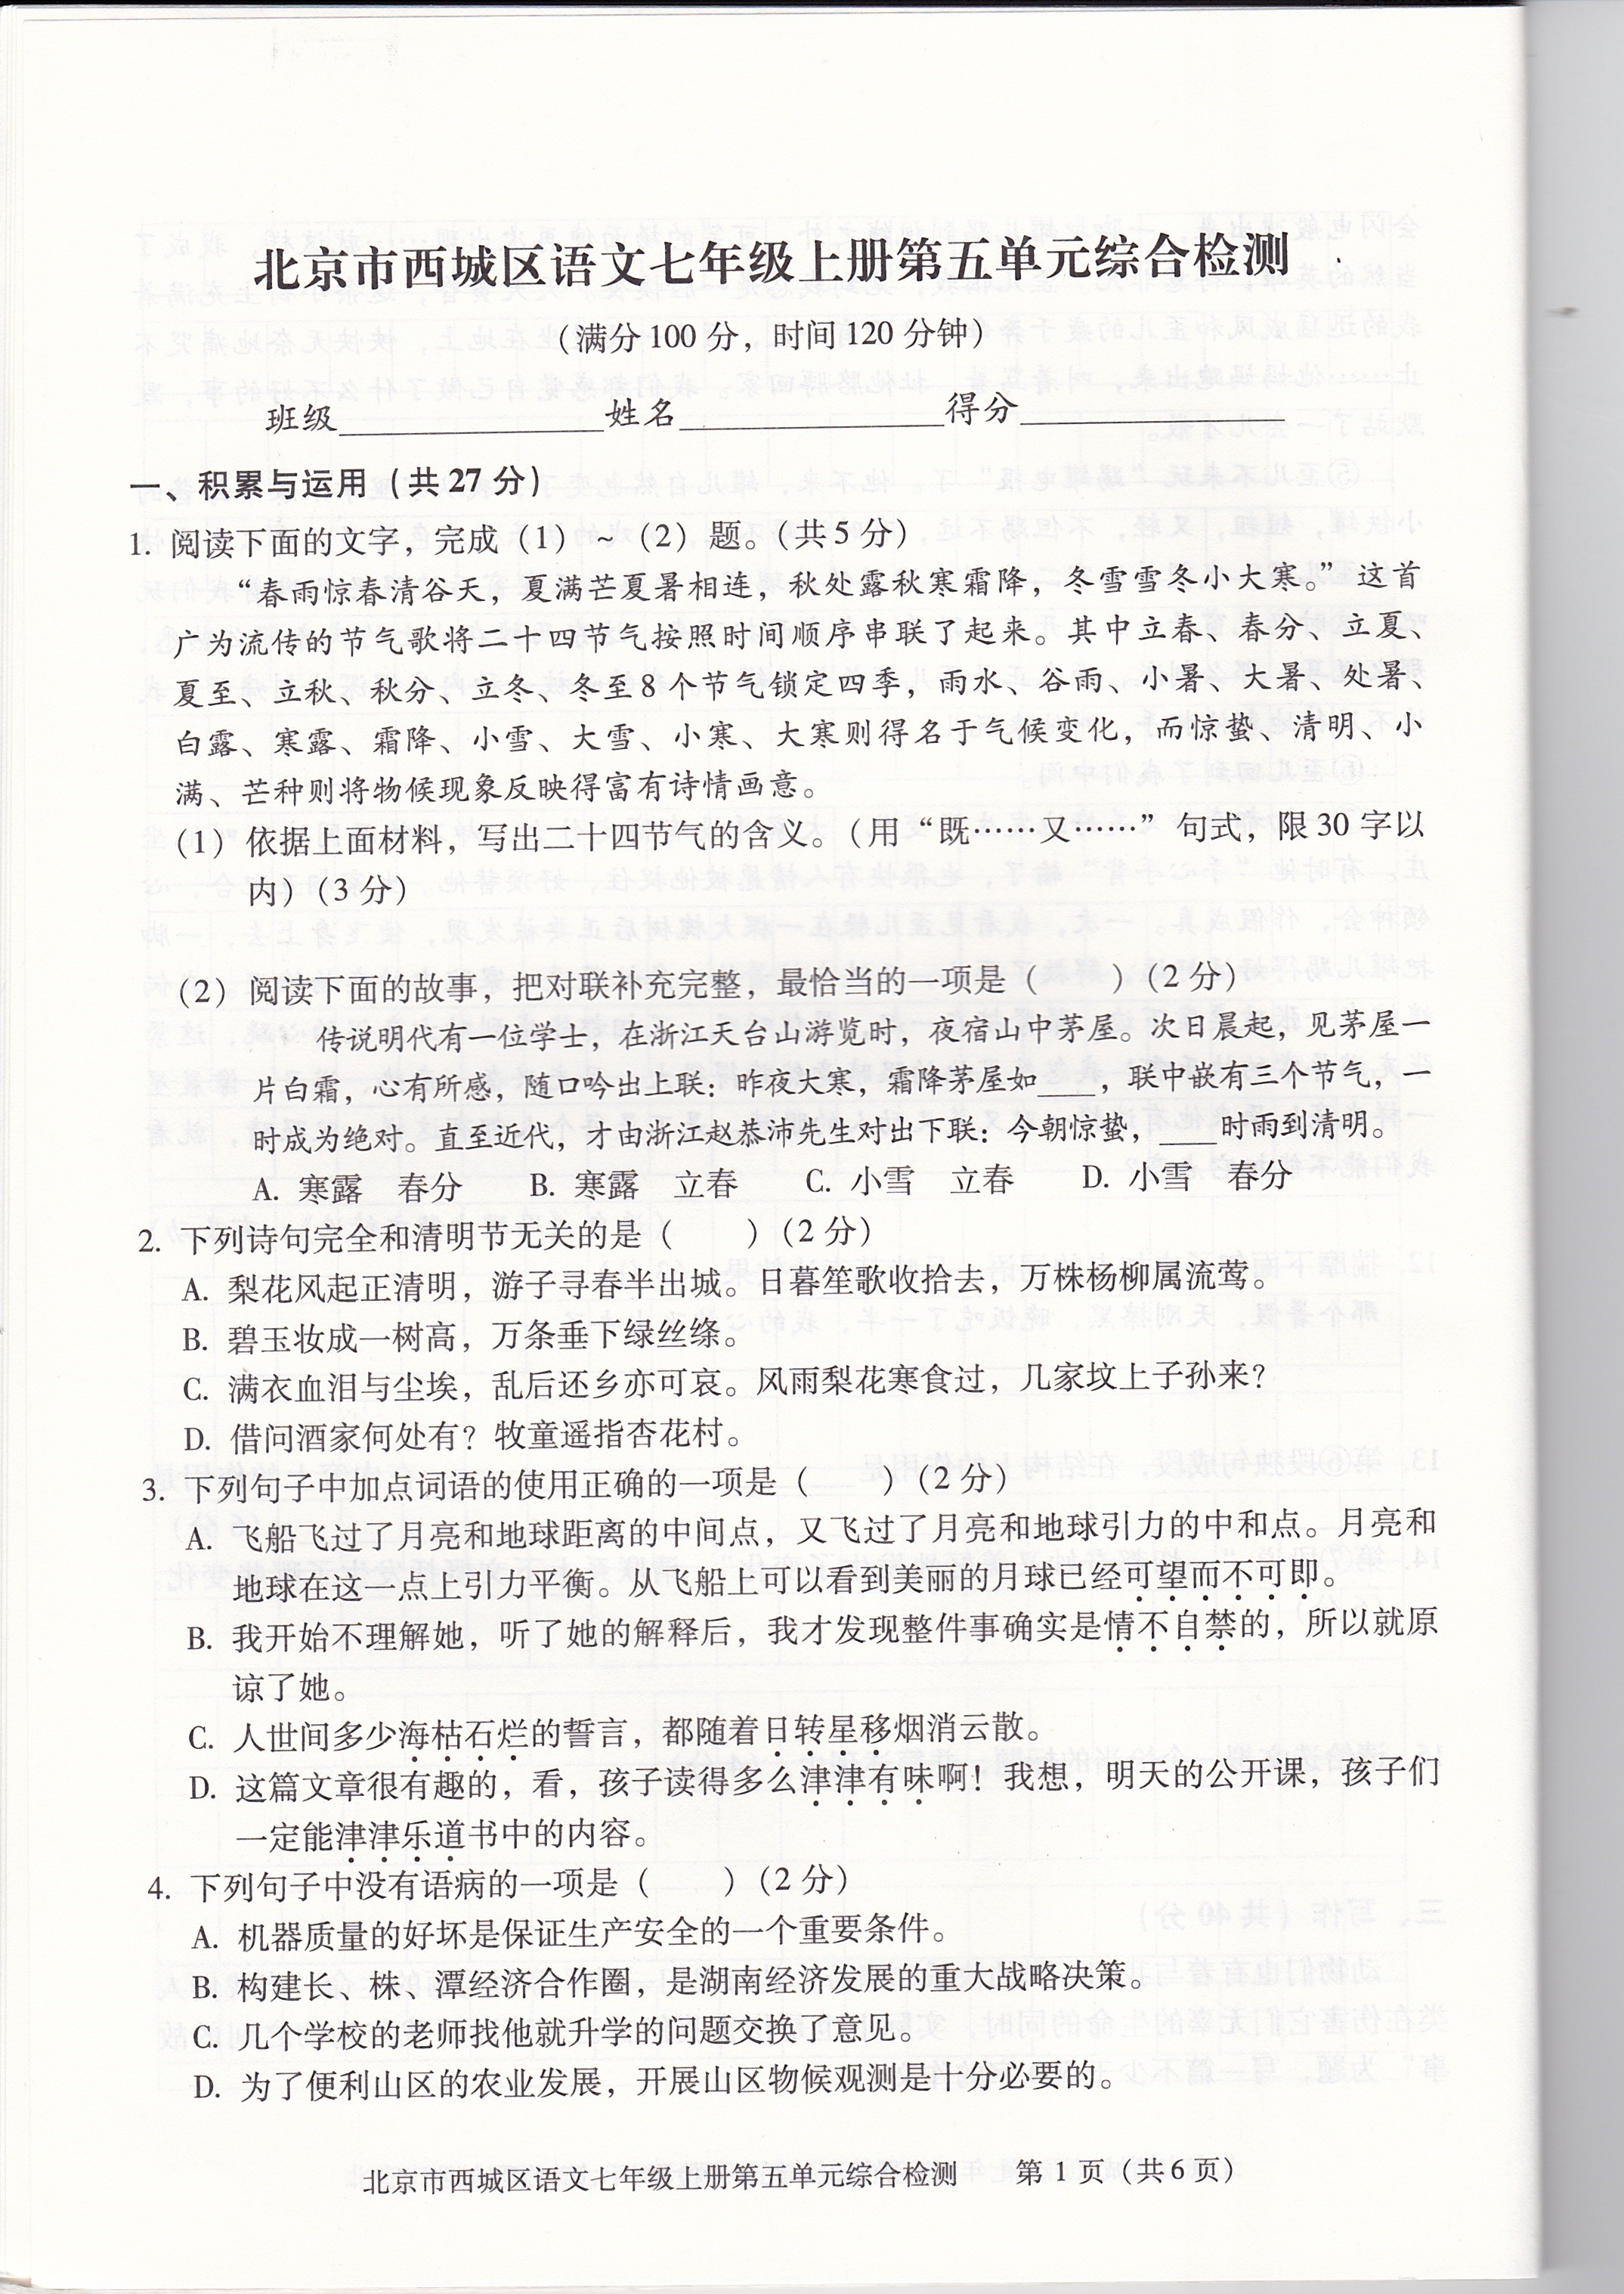 北京市西城区语文七年级上册第五单元综合检测
（满分100分，时间120分钟）
班级______________姓名______________得分______________
一、积累与运用（共27分）
1. 阅读下面的文字，完成（1）~（2）题。（共5分）
“春雨惊春清谷天，夏满芒夏暑相连，秋处露秋寒霜降，冬雪雪冬小大寒。”这首
广为流传的节气歌将二十四节气按照时间顺序串联了起来。其中立春、春分、立夏、
夏至、立秋、秋分、立冬、冬至8个节气锁定四季，雨水、谷雨、小暑、大暑、处暑、
白露、寒露、霜降、小雪、大雪、小寒、大寒则得名于气候变化，而惊蛰、清明、小
满、芒种则将物候现象反映得富有诗情画意。
（1）依据上面材料，写出二十四节气的含义。（用“既……又……”句式，限30字以
内）（3分）
（2）阅读下面的故事，把对联补充完整，最恰当的一项是（　　）（2分）
传说明代有一位学士，在浙江天台山游览时，夜宿山中茅屋。次日晨起，见茅屋一
片白霜，心有所感，随口吟出上联：昨夜大寒，霜降茅屋如____，联中嵌有三个节气，一
时成为绝对。直至近代，才由浙江赵恭沛先生对出下联：今朝惊蛰，____时雨到清明。
A. 寒露　春分　　B. 寒露　立春　　C. 小雪　立春　　D. 小雪　春分
2. 下列诗句完全和清明节无关的是（　　）（2分）
A. 梨花风起正清明，游子寻春半出城。日暮笙歌收拾去，万株杨柳属流莺。
B. 碧玉妆成一树高，万条垂下绿丝绦。
C. 满衣血泪与尘埃，乱后还乡亦可哀。风雨梨花寒食过，几家坟上子孙来？
D. 借问酒家何处有？牧童遥指杏花村。
3. 下列句子中加点词语的使用正确的一项是（　　）（2分）
A. 飞船飞过了月亮和地球距离的中间点，又飞过了月亮和地球引力的中和点。月亮和
地球在这一点上引力平衡。从飞船上可以看到美丽的月球已经可望而不可即。
B. 我开始不理解她，听了她的解释后，我才发现整件事确实是情不自禁的，所以就原
谅了她。
C. 人世间多少海枯石烂的誓言，都随着日转星移烟消云散。
D. 这篇文章很有趣的，看，孩子读得多么津津有味啊！我想，明天的公开课，孩子们
一定能津津乐道书中的内容。
4. 下列句子中没有语病的一项是（　　）（2分）
A. 机器质量的好坏是保证生产安全的一个重要条件。
B. 构建长、株、潭经济合作圈，是湖南经济发展的重大战略决策。
C. 几个学校的老师找他就升学的问题交换了意见。
D. 为了便利山区的农业发展，开展山区物候观测是十分必要的。
北京市西城区语文七年级上册第五单元综合检测　　第 1 页（共6页）